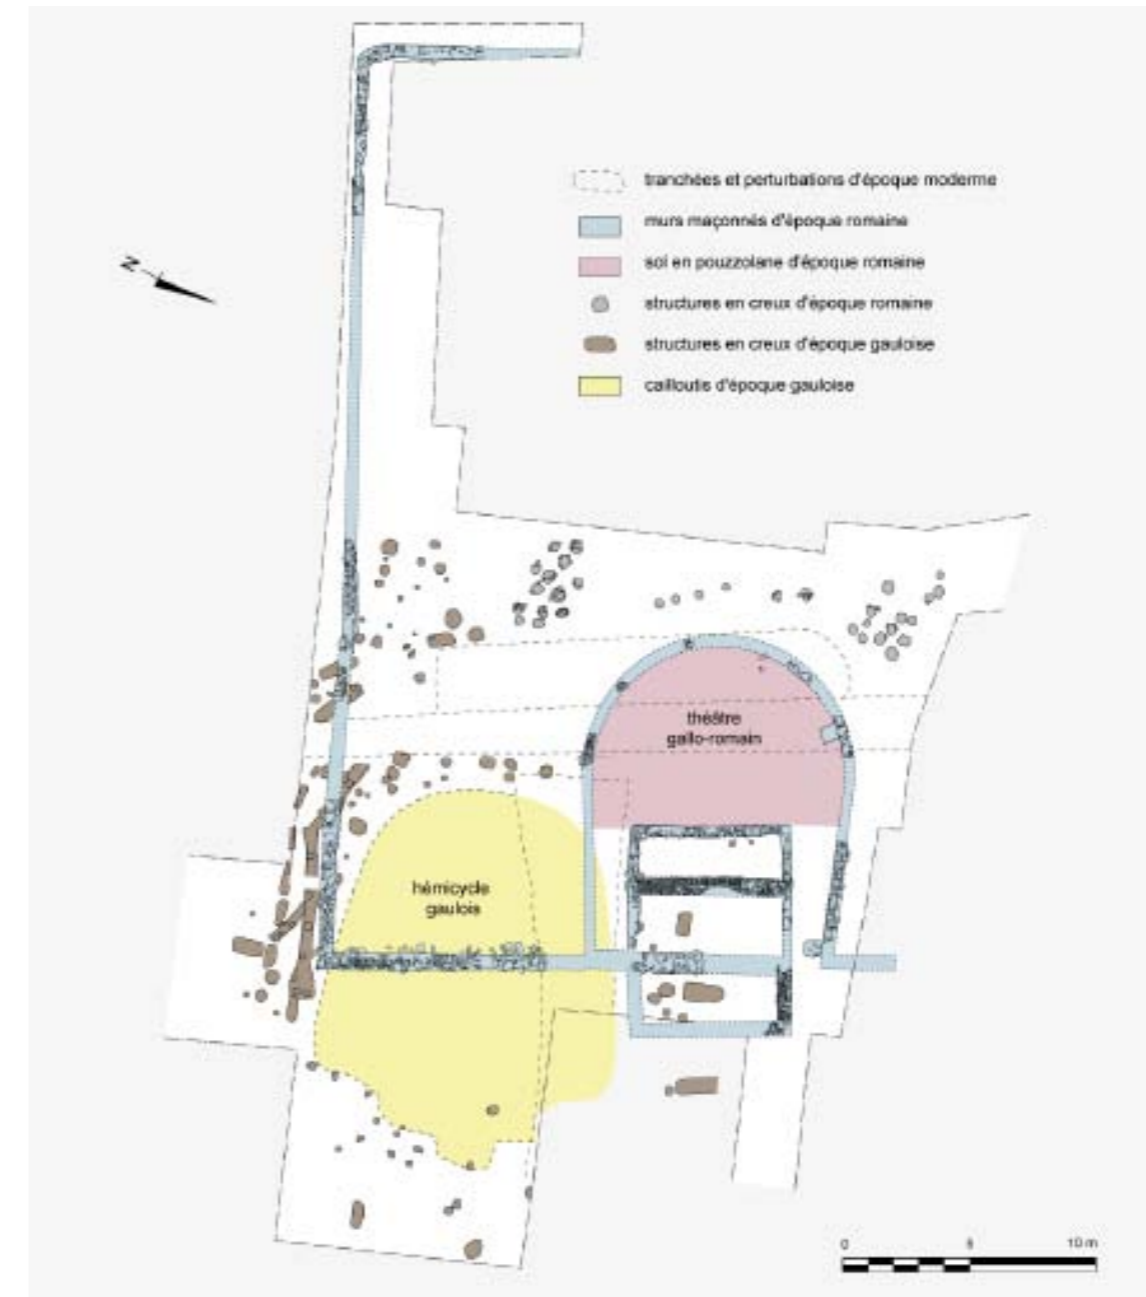 tranchées et perturbations d'époque moderne
murs maçonnés d'époque romaine
N
sol en pouzzolane d'époque romaine
structures en creux d'époque romaine
structures en creux d'époque gauloise
cailloutis d'époque gauloise
théâtre
gallo-romain
hémicycle
gaulois
0 5 10 m